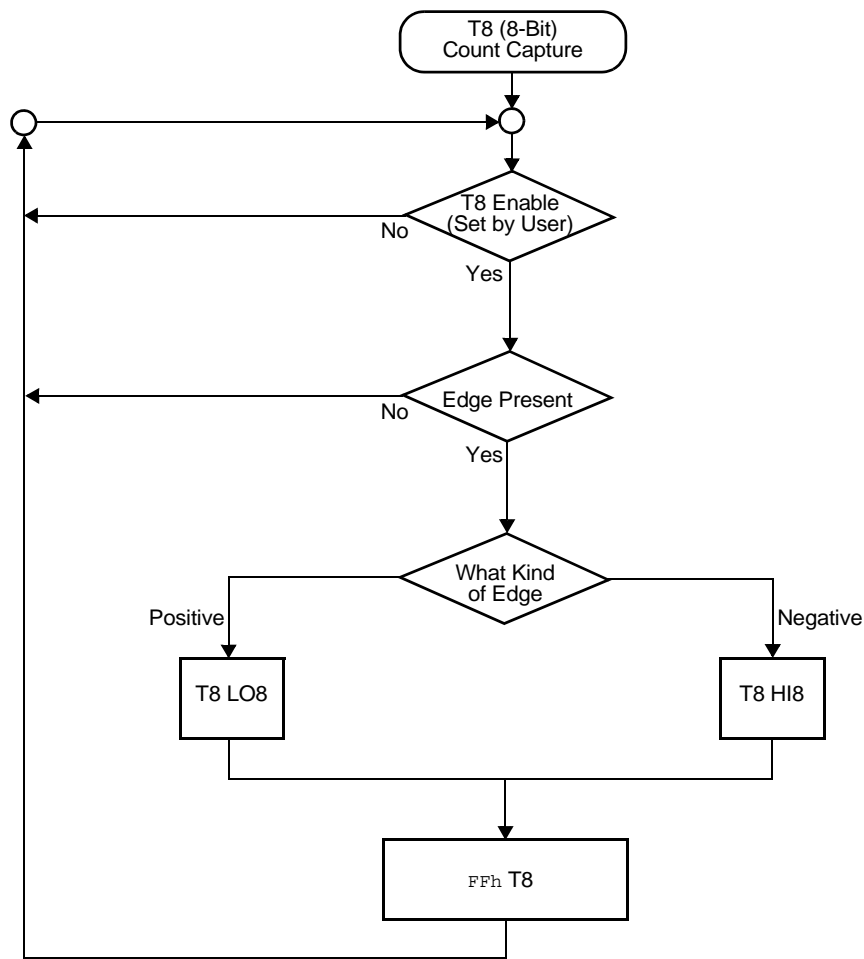 T8 (8-Bit)
Count Capture
T8 Enable
(Set by User)
No
Yes
Edge Present
No
Yes
What Kind
of Edge
Positive
Negative
T8 LO8
T8 HI8
FFh T8